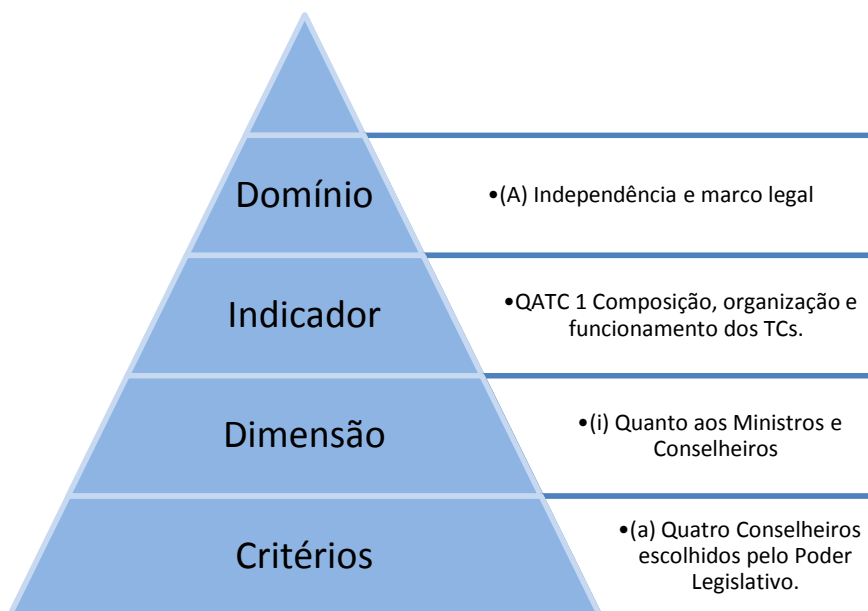 Domínio
•(A) Independência e marco legal
Indicador
•QATC 1 Composição, organização e
funcionamento dos TCs.
Dimensão
•(i) Quanto aos Ministros e
Conselheiros
Critérios
•(a) Quatro Conselheiros
escolhidos pelo Poder
Legislativo.